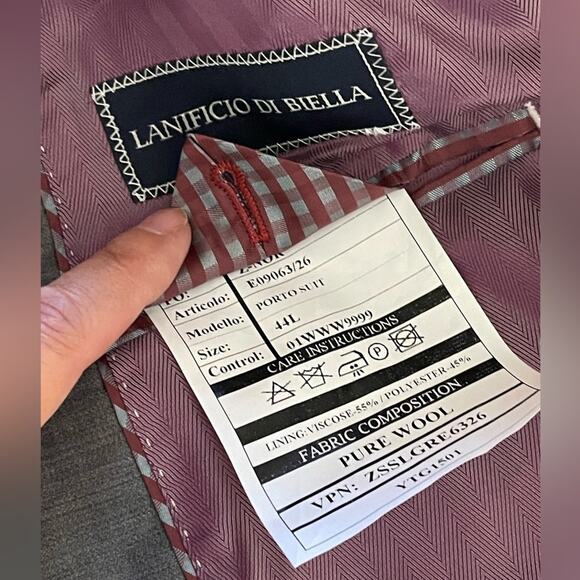 LANIFICIO DI BIELLA
Articolo: E09063/26
Modello: PORTO SUIT
Size: 44L
Control: 01WWW9999
CARE INSTRUCTIONS
P
LINING:VISCOSE-55% / POLYESTER-45%
FABRIC COMPOSITION
PURE WOOL
VPN: ZSSLGRE6326
YTG1501